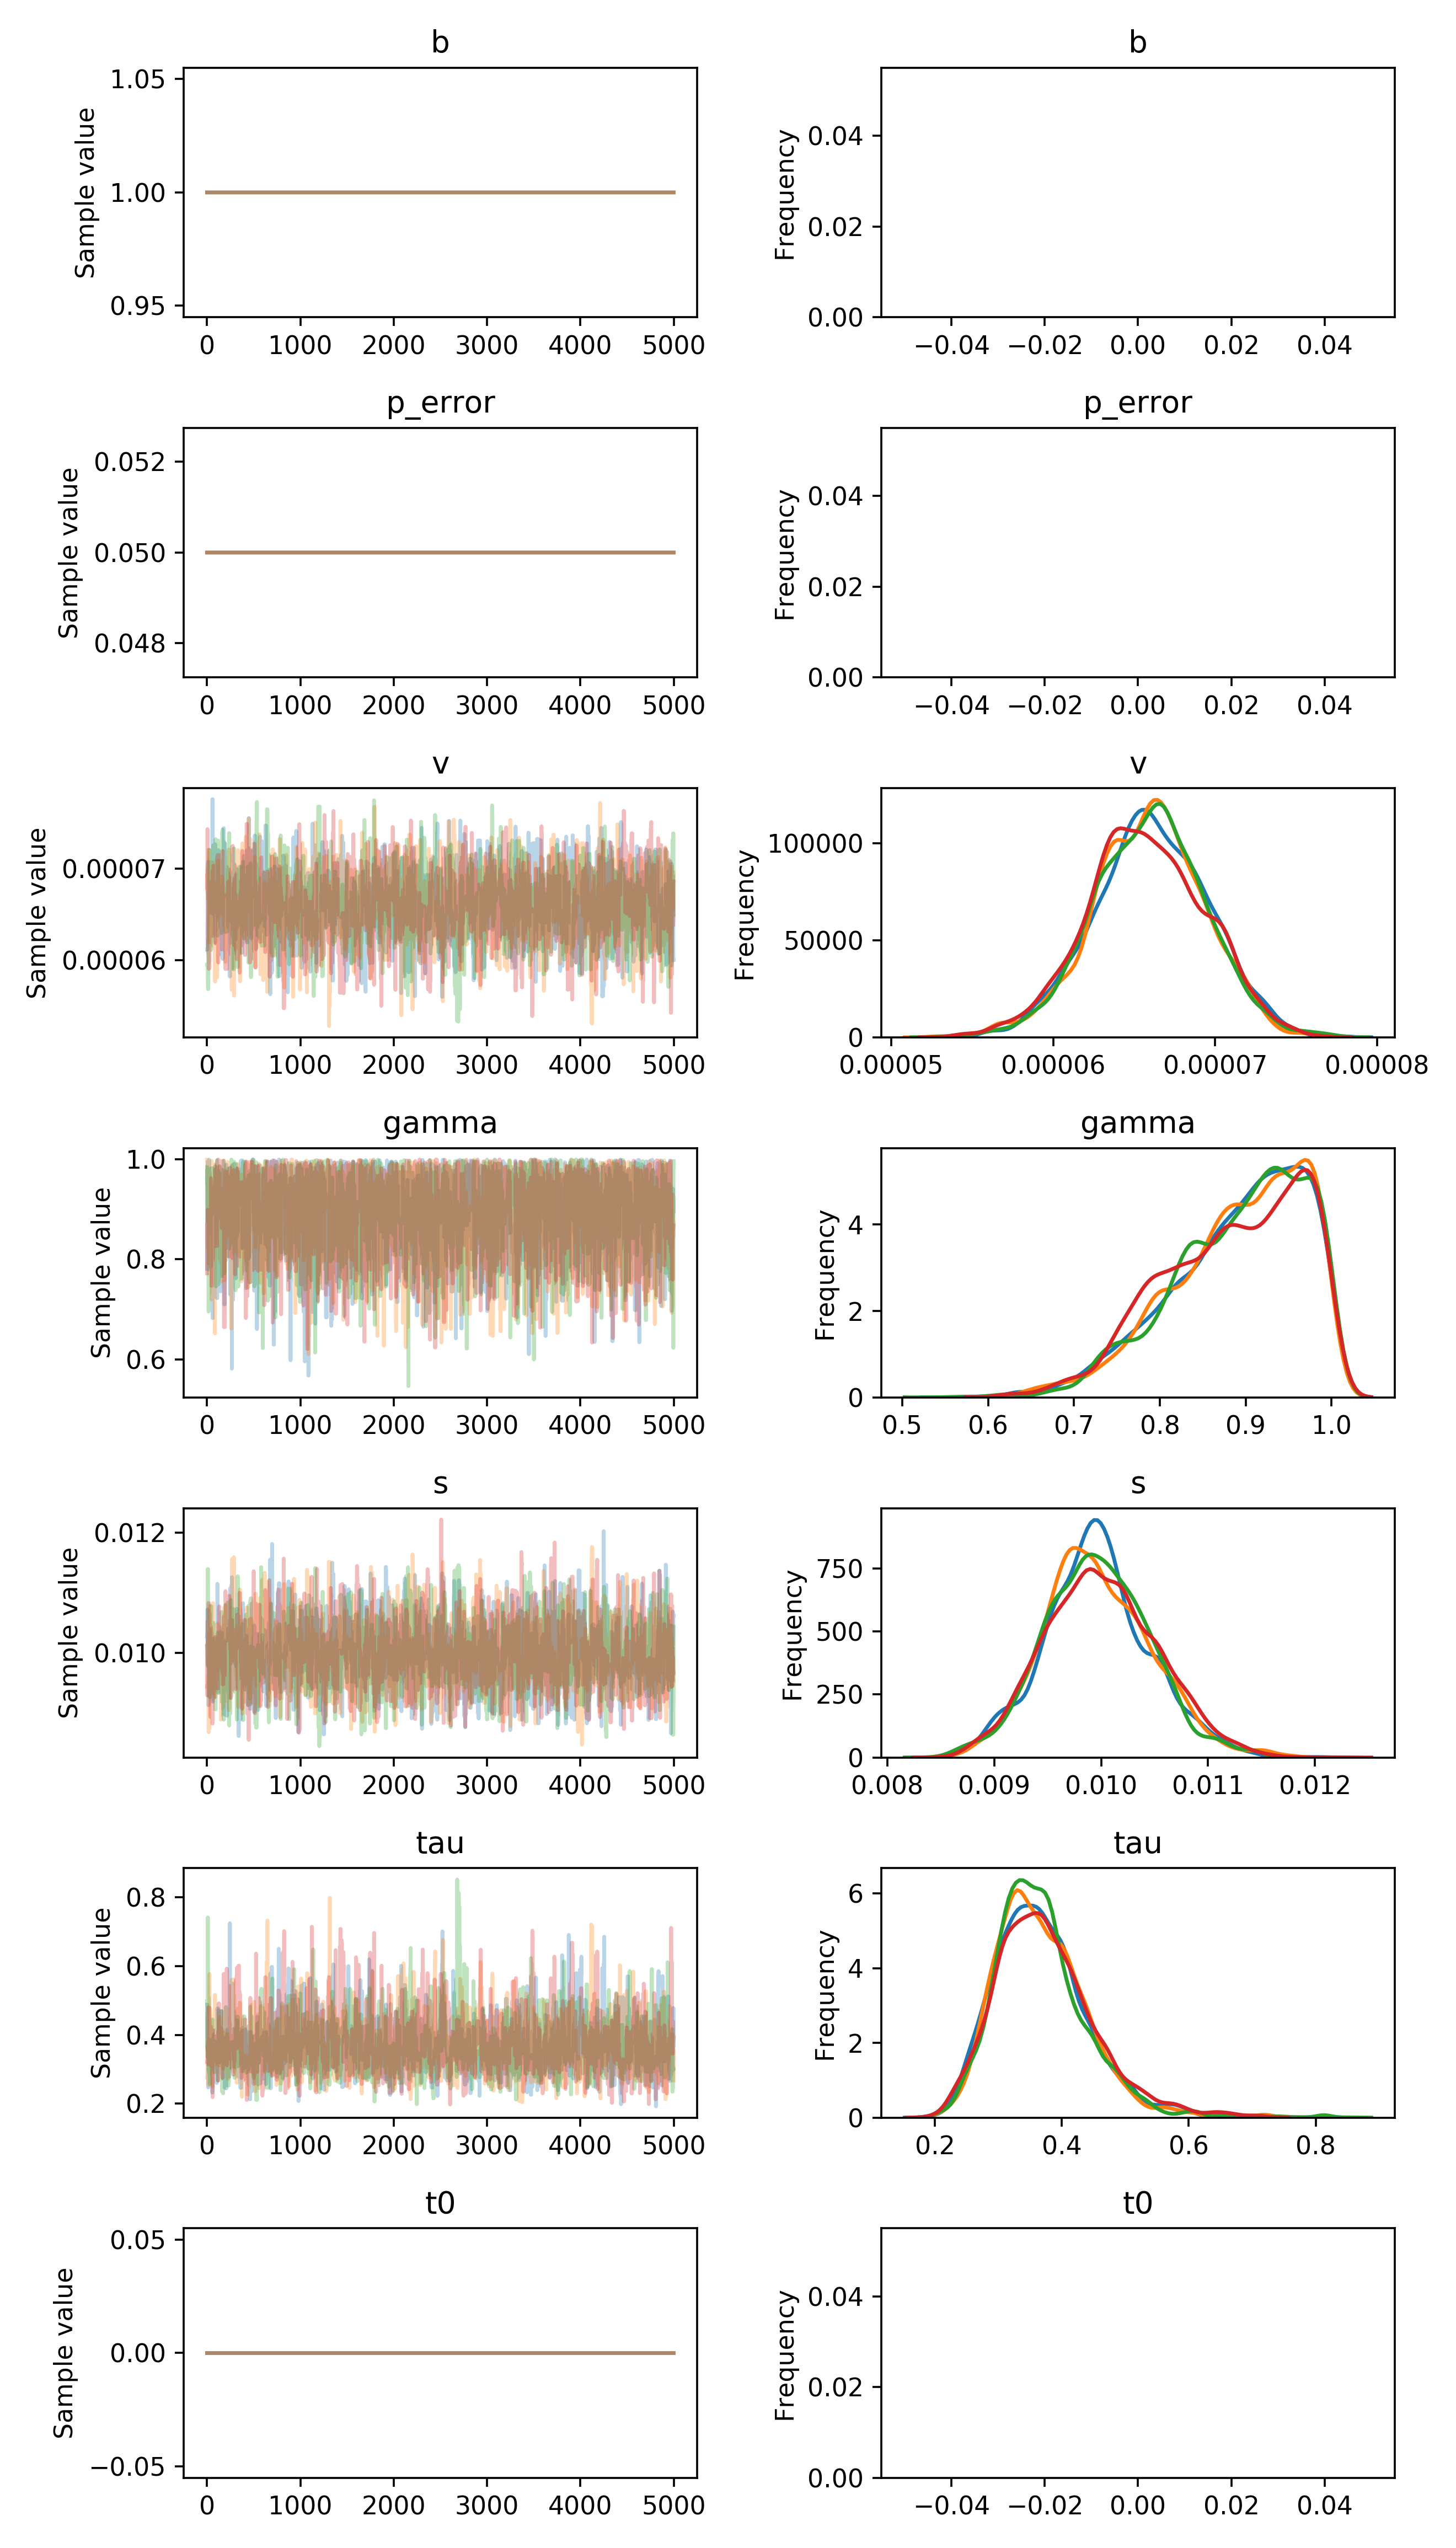 b
b
1.05
1.00
0.95
Sample value
0 1000 2000 3000 4000 5000
0.04
0.02
0.00
Frequency
−0.04 −0.02 0.00 0.02 0.04
p_error
p_error
0.052
0.050
0.048
Sample value
0 1000 2000 3000 4000 5000
0.04
0.02
0.00
Frequency
−0.04 −0.02 0.00 0.02 0.04
v
v
0.00007
0.00006
Sample value
0 1000 2000 3000 4000 5000
100000
50000
0
Frequency
0.00005 0.00006 0.00007 0.00008
gamma
gamma
1.0
0.8
0.6
Sample value
0 1000 2000 3000 4000 5000
4
2
0
Frequency
0.5 0.6 0.7 0.8 0.9 1.0
s
s
0.012
0.010
Sample value
0 1000 2000 3000 4000 5000
750
500
250
0
Frequency
0.008 0.009 0.010 0.011 0.012
tau
tau
0.8
0.6
0.4
0.2
Sample value
0 1000 2000 3000 4000 5000
6
4
2
0
Frequency
0.2 0.4 0.6 0.8
t0
t0
0.05
0.00
−0.05
Sample value
0 1000 2000 3000 4000 5000
0.04
0.02
0.00
Frequency
−0.04 −0.02 0.00 0.02 0.04